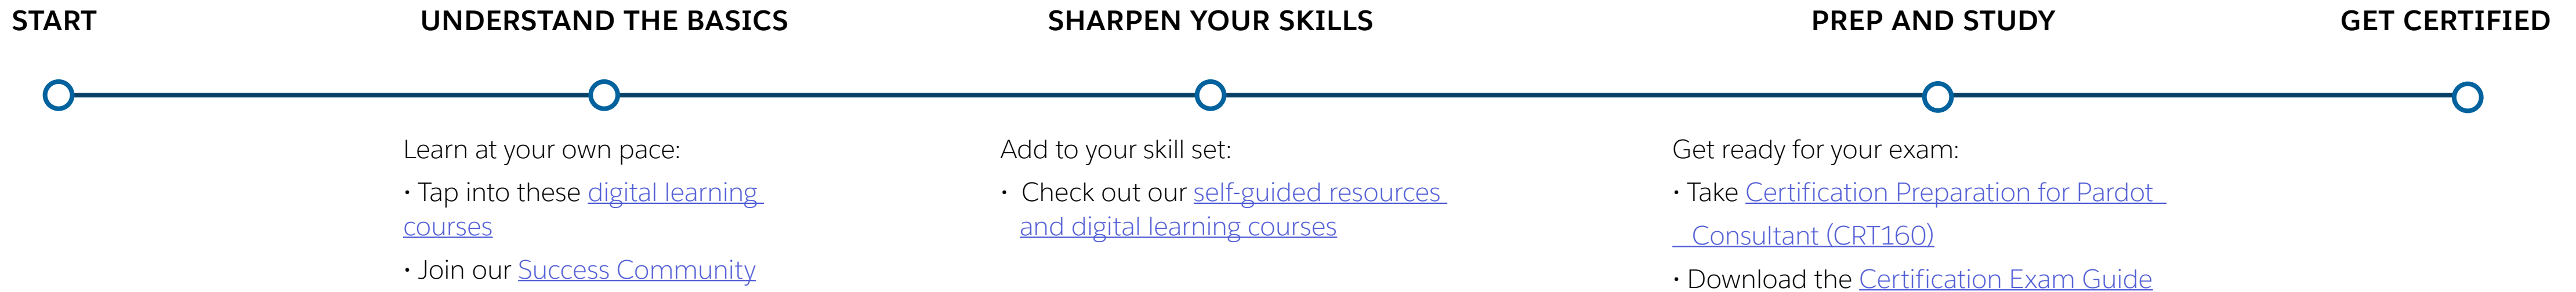 START
UNDERSTAND THE BASICS
SHARPEN YOUR SKILLS
PREP AND STUDY
GET CERTIFIED
Learn at your own pace:
· Tap into these digital learning
courses
· Join our Success Community
Add to your skill set:
· Check out our self-guided resources
and digital learning courses
Get ready for your exam:
· Take Certification Preparation for Pardot
Consultant (CRT160)
· Download the Certification Exam Guide